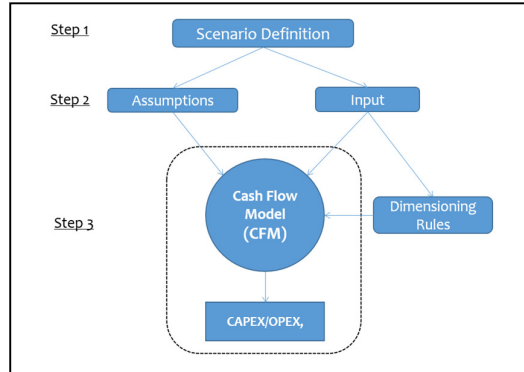 Step 1
Scenario Definition
Step 2
Assumptions
Input
Step 3
Cash Flow
Model
(CFM)
Dimensioning
Rules
CAPEX/OPEX,